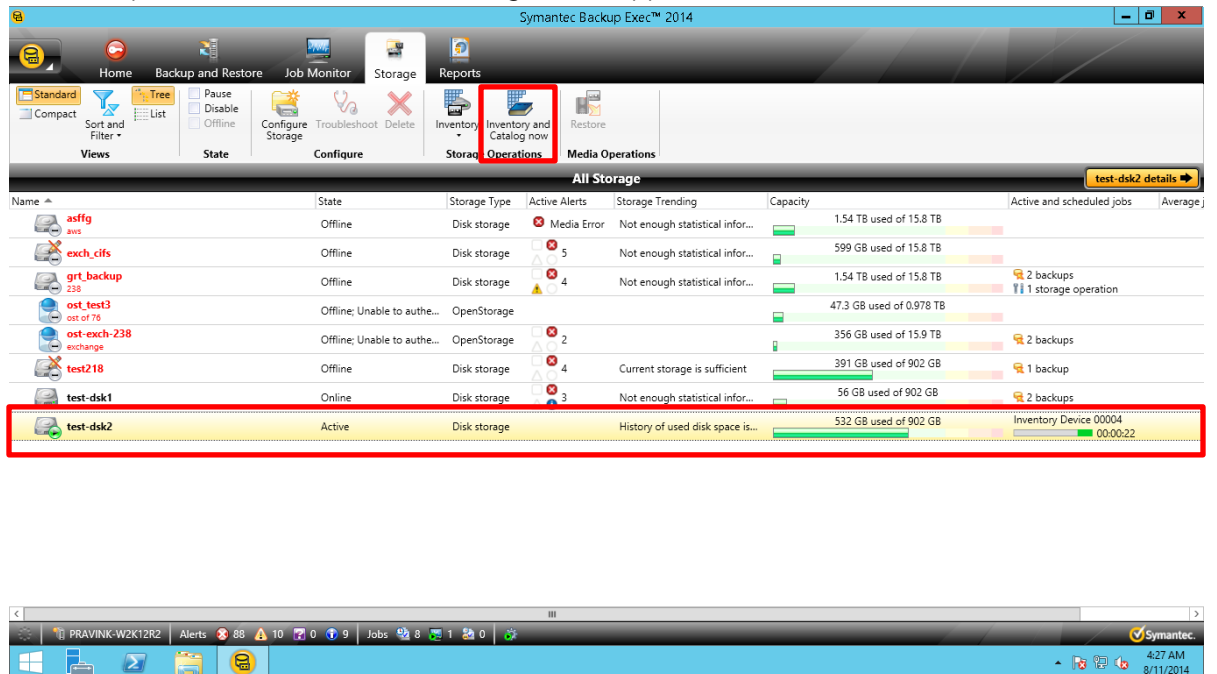 Symantec Backup Exec™ 2014
Home Backup and Restore Job Monitor Storage Reports
Standard
Compact
Sort and Filter
Tree
List
Views
Pause
Disable
Offline
State
Configure Storage
Troubleshoot
Delete
Configure
Inventory
Inventory and Catalog now
Storage Operations
Restore
Media Operations
All Storage
test-dsk2 details
Name State Storage Type Active Alerts Storage Trending Capacity Active and scheduled jobs Average j
asffg Offline Disk storage Media Error Not enough statistical infor... 1.54 TB used of 15.8 TB
aws
exch_cifs Offline Disk storage 5 Not enough statistical infor... 599 GB used of 15.8 TB
grt_backup Offline Disk storage 4 Not enough statistical infor... 1.54 TB used of 15.8 TB 2 backups
238 1 storage operation
ost_test3 Offline; Unable to authe... OpenStorage 47.3 GB used of 0.978 TB
ost of 76
ost-exch-238 Offline; Unable to authe... OpenStorage 2 356 GB used of 15.9 TB 2 backups
exchange
test218 Offline Disk storage 4 Current storage is sufficient 391 GB used of 902 GB 1 backup
test-dsk1 Online Disk storage 3 Not enough statistical infor... 56 GB used of 902 GB 2 backups
test-dsk2 Active Disk storage History of used disk space is... 532 GB used of 902 GB Inventory Device 00004
00:00:22
PRAVINK-W2K12R2 Alerts 88 10 0 9 Jobs 8 1 0 Symantec.
4:27 AM
8/11/2014